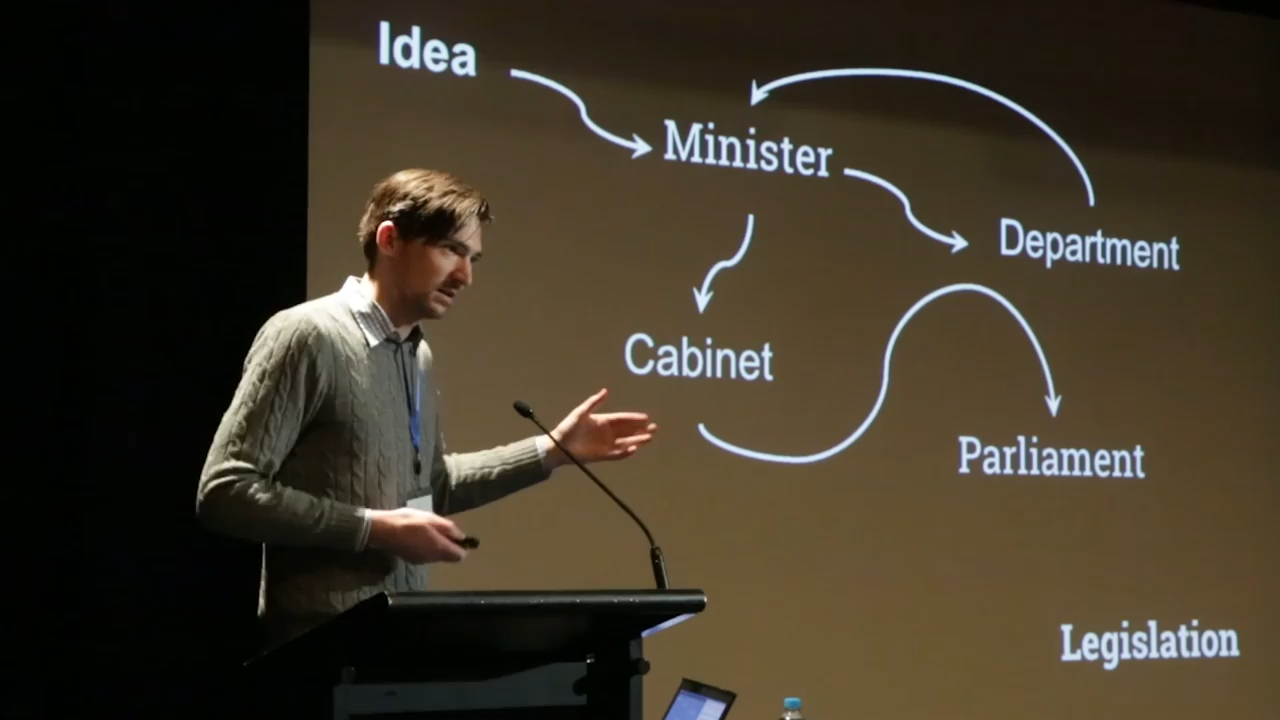 Idea
Minister
Department
Cabinet
Parliament
Legislation